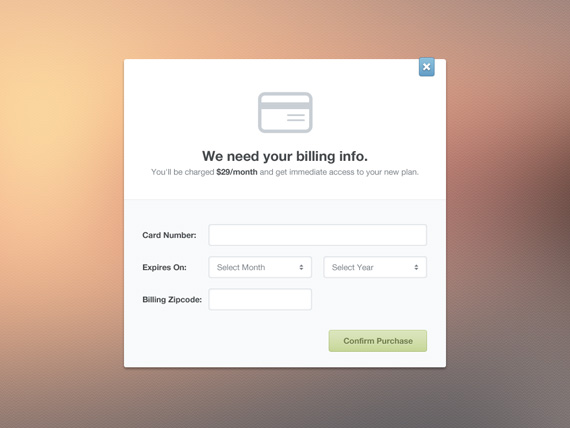 We need your billing info.
You'll be charged $29/month and get immediate access to your new plan.
Card Number:
Expires On: Select Month Select Year
Billing Zipcode:
Confirm Purchase